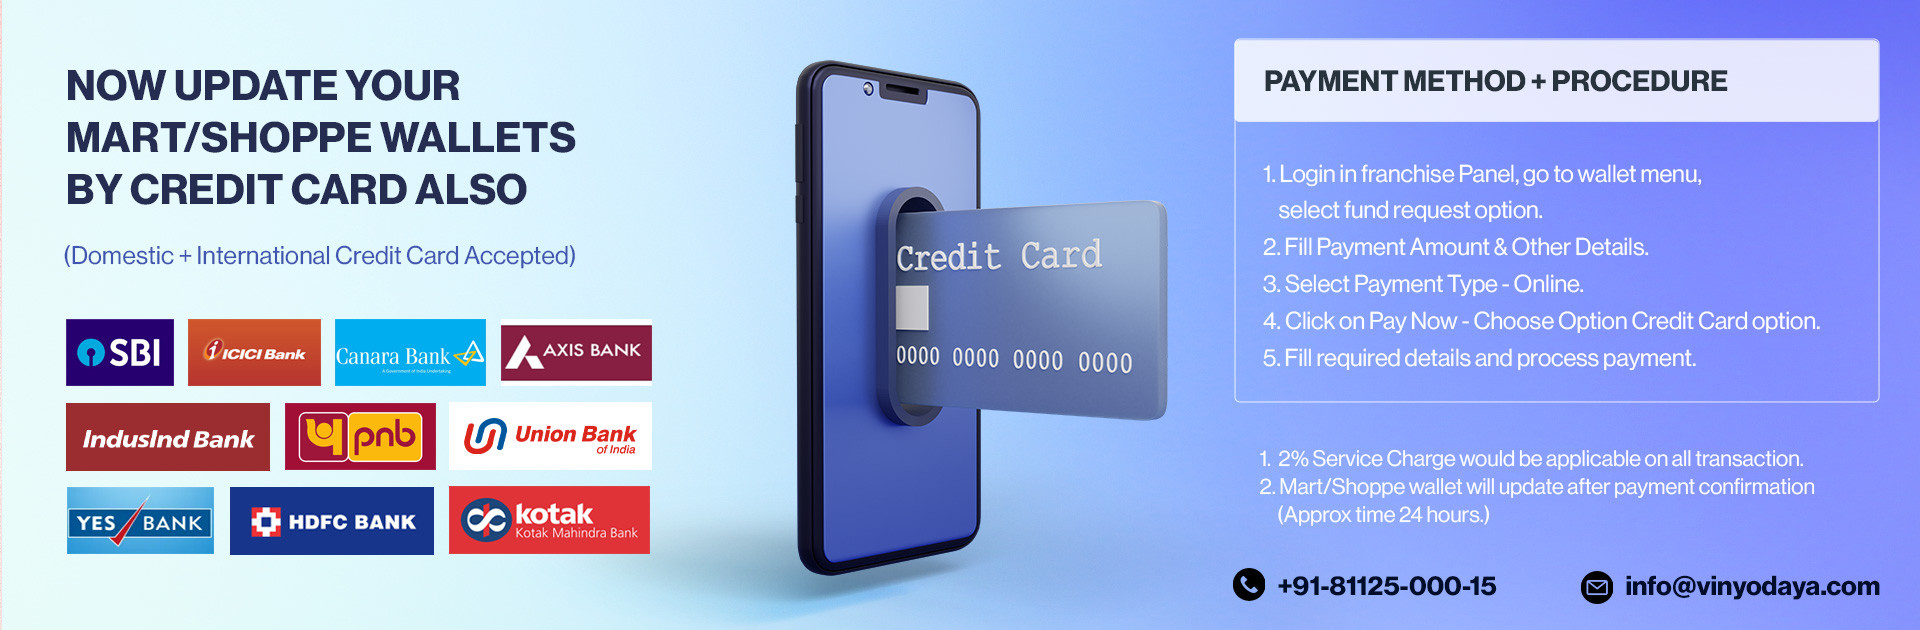 NOW UPDATE YOUR
MART/SHOPPE WALLETS
BY CREDIT CARD ALSO
(Domestic + International Credit Card Accepted)
SBI
ICICI Bank
Canara Bank
A Government of India Undertaking
AXIS BANK
IndusInd Bank
pnb
Union Bank
of India
YES BANK
HDFC BANK
kotak
Kotak Mahindra Bank
Credit Card
0000 0000 0000 0000
PAYMENT METHOD + PROCEDURE
1. Login in franchise Panel, go to wallet menu,
select fund request option.
2. Fill Payment Amount & Other Details.
3. Select Payment Type - Online.
4. Click on Pay Now - Choose Option Credit Card option.
5. Fill required details and process payment.
1. 2% Service Charge would be applicable on all transaction.
2. Mart/Shoppe wallet will update after payment confirmation
(Approx time 24 hours.)
+91-81125-000-15
info@vinyodaya.com